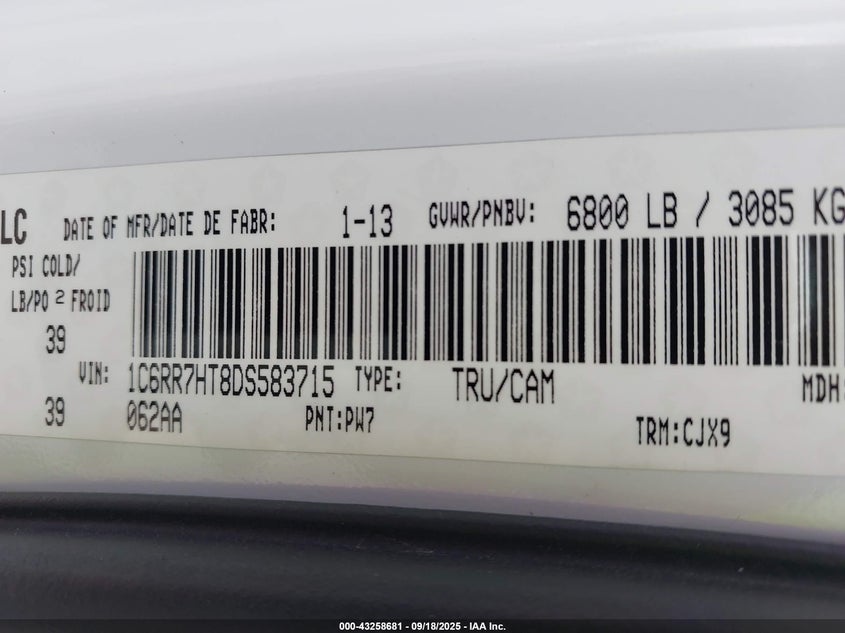 LC DATE OF MFR/DATE DE FABR: 1-13 GVWR/PNBV: 6800 LB / 3085 KG
PSI COLD/
LB/PO 2 FROID
39
VIN: 1C6RR7HT8DS583715 TYPE: TRU/CAM MDH:
39 062AA PNT:PW7 TRM:CJX9
000-43258681 - 09/18/2025 - IAA Inc.